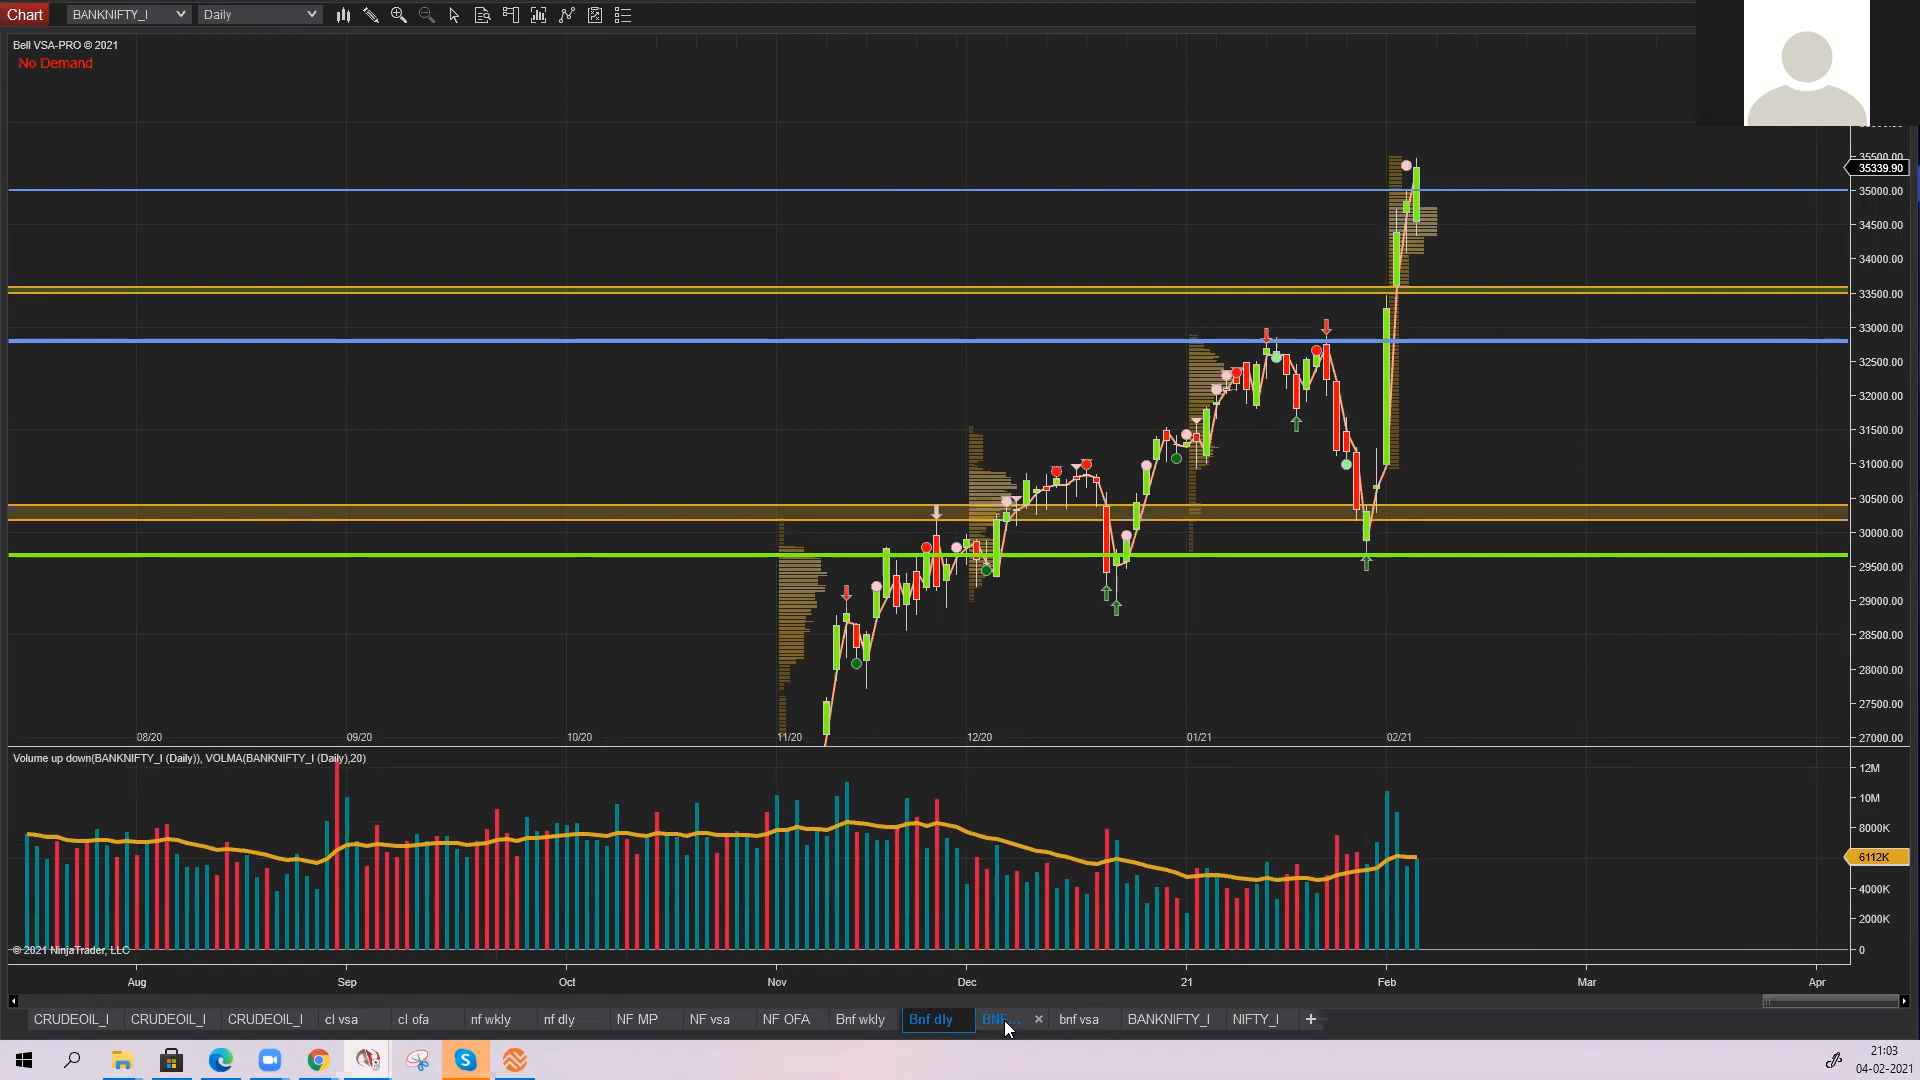 Chart BANKNIFTY_I Daily
Bell VSA-PRO © 2021
No Demand
35500.00
35339.90
35000.00
34500.00
34000.00
33500.00
33000.00
32500.00
32000.00
31500.00
31000.00
30500.00
30000.00
29500.00
29000.00
28500.00
28000.00
27500.00
27000.00
08/20 09/20 10/20 11/20 12/20 01/21 02/21
Volume up down(BANKNIFTY_I (Daily)), VOLMA(BANKNIFTY_I (Daily),20)
12M
10M
8000K
6112K
4000K
2000K
0
© 2021 NinjaTrader, LLC
Aug Sep Oct Nov Dec 21 Feb Mar Apr
CRUDEOIL_I CRUDEOIL_I CRUDEOIL_I cl vsa cl ofa nf wkly nf dly NF MP NF vsa NF OFA Bnf wkly Bnf dly BNF... bnf vsa BANKNIFTY_I NIFTY_I
21:03
04-02-2021